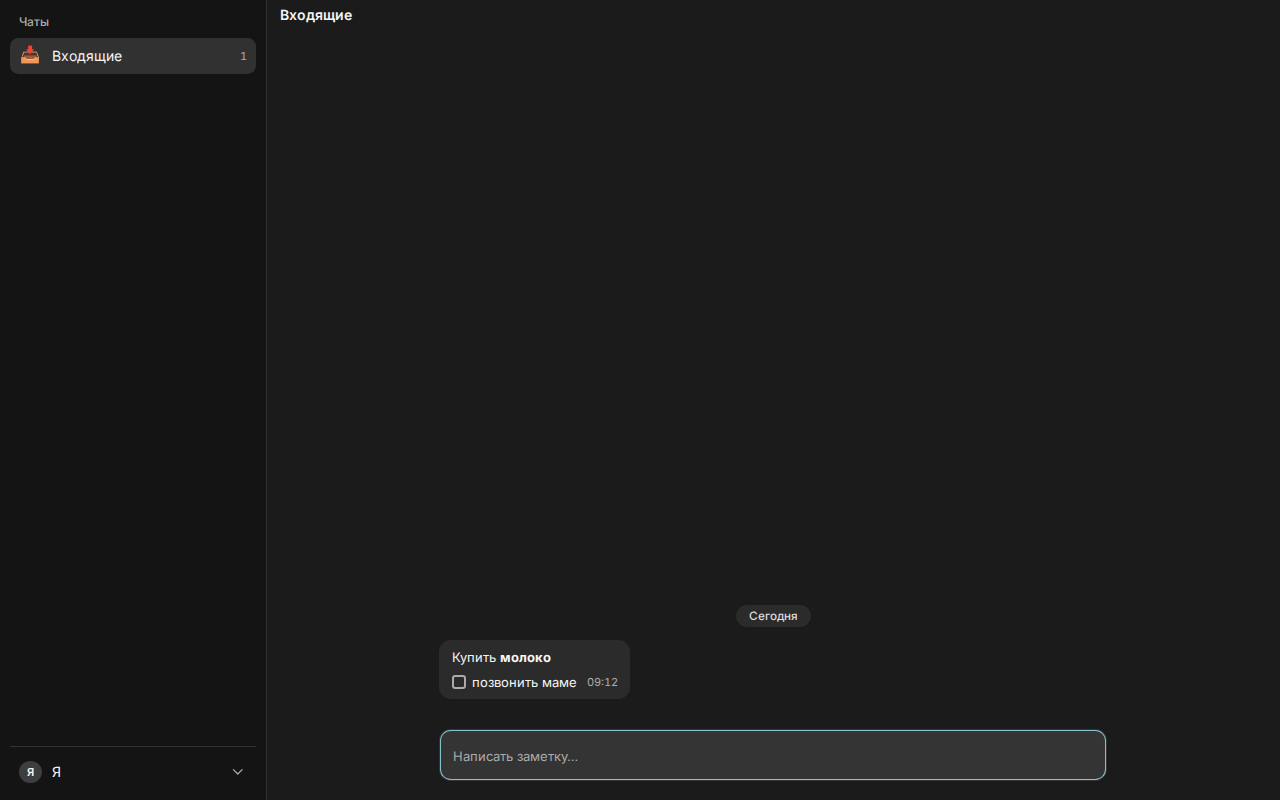 Чаты
Входящие 1
Входящие
Сегодня
Купить молоко
позвонить маме 09:12
Написать заметку...
Я Я